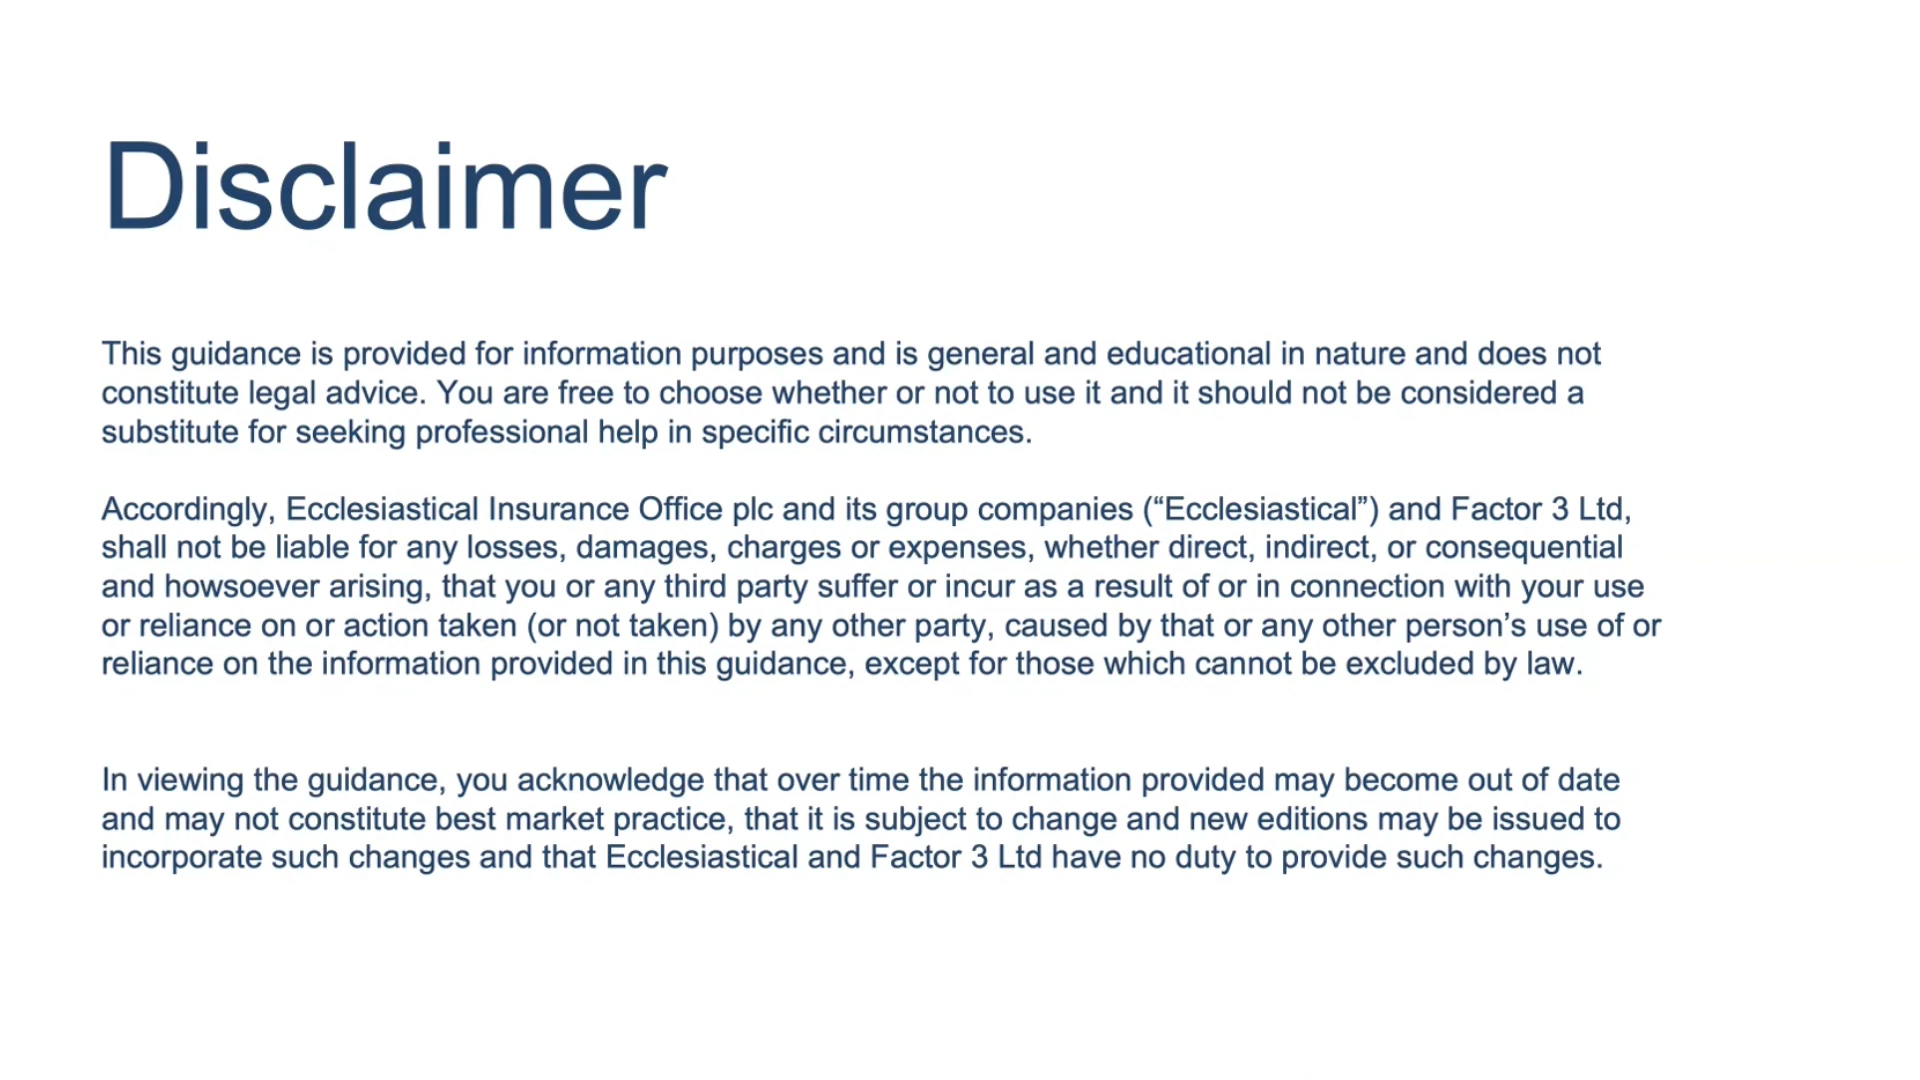 Disclaimer
This guidance is provided for information purposes and is general and educational in nature and does not
constitute legal advice. You are free to choose whether or not to use it and it should not be considered a
substitute for seeking professional help in specific circumstances.
Accordingly, Ecclesiastical Insurance Office plc and its group companies (“Ecclesiastical”) and Factor 3 Ltd,
shall not be liable for any losses, damages, charges or expenses, whether direct, indirect, or consequential
and howsoever arising, that you or any third party suffer or incur as a result of or in connection with your use
or reliance on or action taken (or not taken) by any other party, caused by that or any other person’s use of or
reliance on the information provided in this guidance, except for those which cannot be excluded by law.
In viewing the guidance, you acknowledge that over time the information provided may become out of date
and may not constitute best market practice, that it is subject to change and new editions may be issued to
incorporate such changes and that Ecclesiastical and Factor 3 Ltd have no duty to provide such changes.